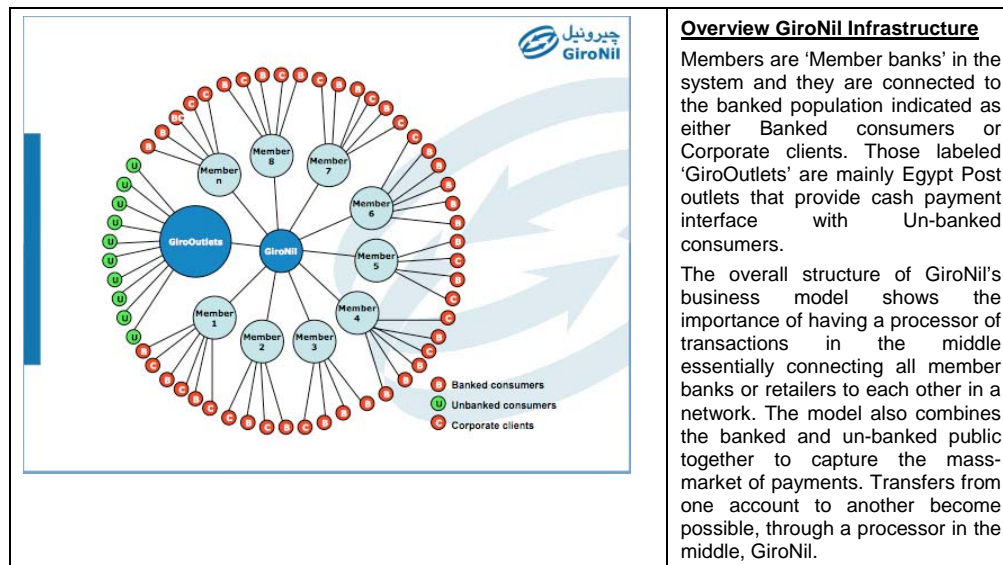 چيرونيل
GiroNil
B
B
BC
C
C
B
C
B
C
B
C
B
B
C
B
C
C
C
B
B
B
B
B
C
B
C
C
B
C
B
B
B
B
B
B
C
B
C
B
C
C
B
C
B
C
B
U
U
U
U
U
U
U
U
U
Member
n
Member
8
Member
7
Member
6
Member
5
Member
4
Member
3
Member
2
Member
1
GiroOutlets
GiroNil
B Banked consumers
U Unbanked consumers
C Corporate clients
Overview GiroNil Infrastructure
Members are ‘Member banks’ in the
system and they are connected to
the banked population indicated as
either Banked consumers or
Corporate clients. Those labeled
‘GiroOutlets’ are mainly Egypt Post
outlets that provide cash payment
interface with Un-banked
consumers.
The overall structure of GiroNil’s
business model shows the
importance of having a processor of
transactions in the middle
essentially connecting all member
banks or retailers to each other in a
network. The model also combines
the banked and un-banked public
together to capture the mass-
market of payments. Transfers from
one account to another become
possible, through a processor in the
middle, GiroNil.